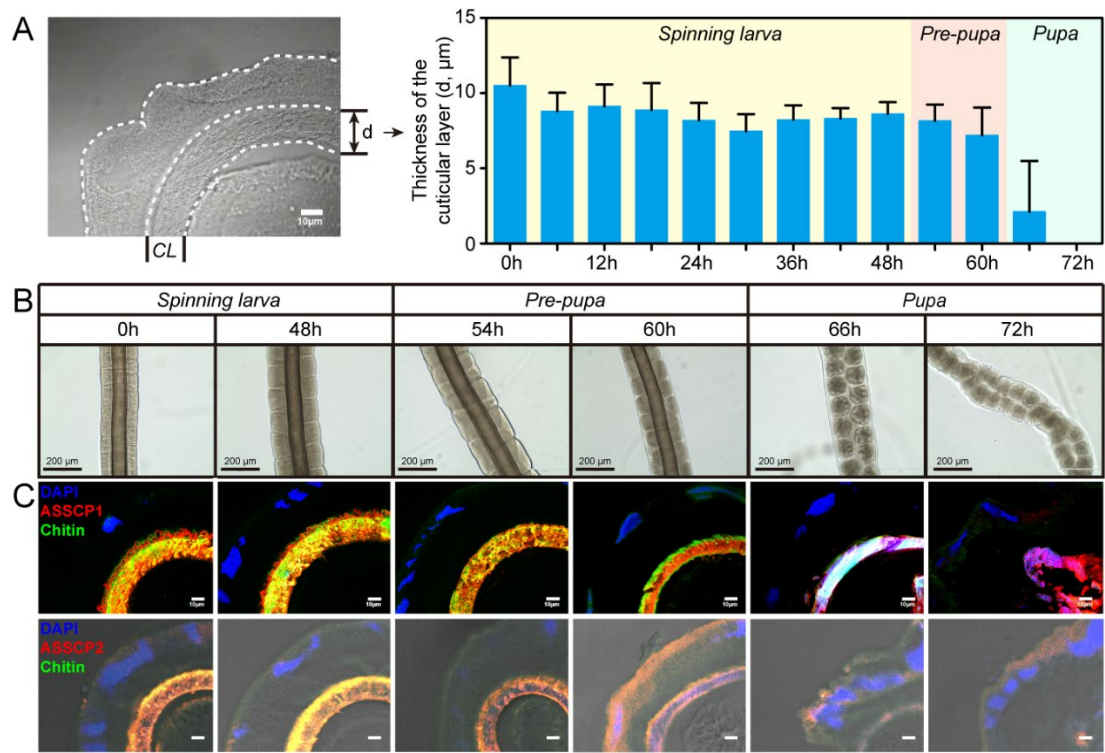 A
d
10μm
CL
Thickness of the
cuticular layer (d, μm)
15
10
5
0
Spinning larva
Pre-pupa
Pupa
0h
12h
24h
36h
48h
60h
72h
B
Spinning larva
Pre-pupa
Pupa
0h
48h
54h
60h
66h
72h
200 μm
200 μm
200 μm
200 μm
200 μm
200 μm
C
DAPI
ASSCP1
Chitin
10μm
10μm
10μm
10μm
10μm
10μm
DAPI
ASSCP2
Chitin